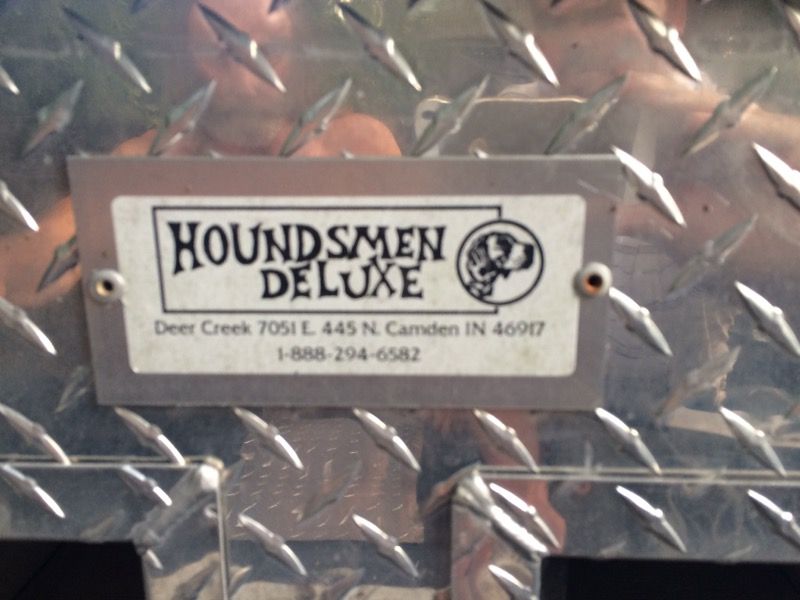 HOUNDSMEN
DELUXE
Deer Creek 7051 E. 445 N. Camden IN 46917
1-888-294-6582